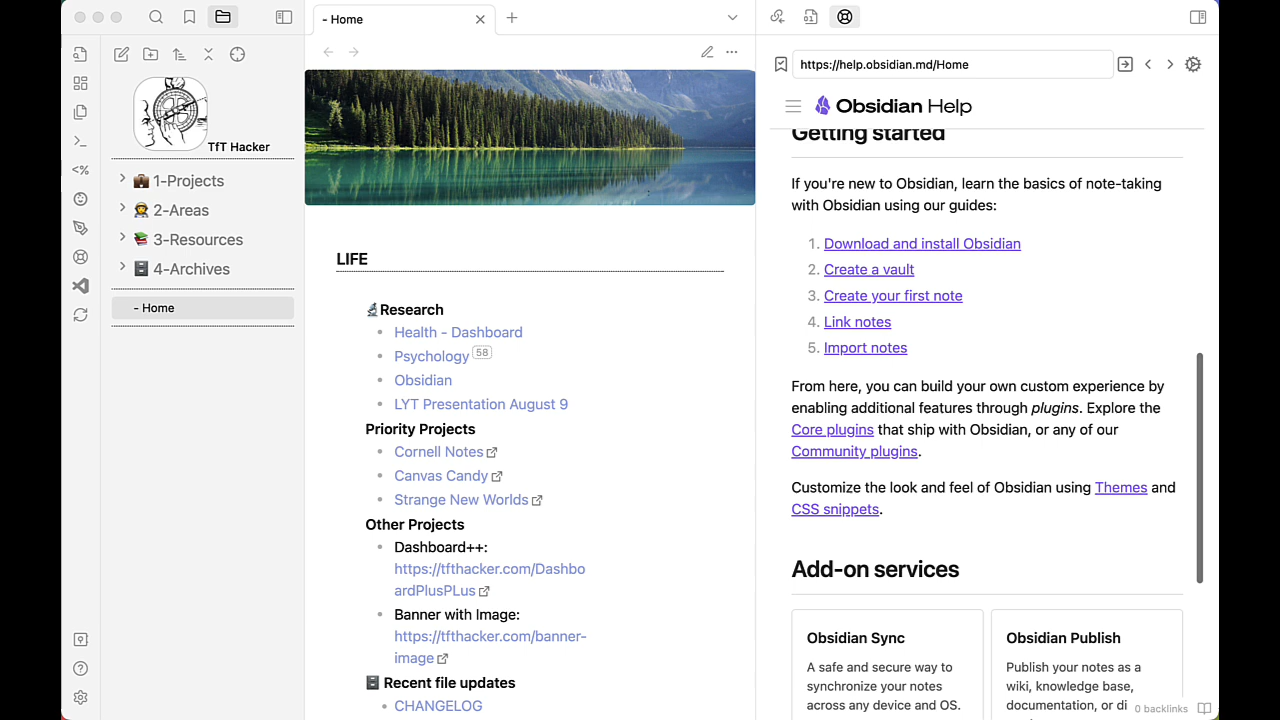 - Home
https://help.obsidian.md/Home
Obsidian Help
TfT Hacker
1-Projects
2-Areas
3-Resources
4-Archives
- Home
LIFE
Research
Health - Dashboard
Psychology 58
Obsidian
LYT Presentation August 9
Priority Projects
Cornell Notes
Canvas Candy
Strange New Worlds
Other Projects
Dashboard++:
https://tfthacker.com/Dashbo
ardPlusPLus
Banner with Image:
https://tfthacker.com/banner-
image
Recent file updates
CHANGELOG
Getting started
If you're new to Obsidian, learn the basics of note-taking
with Obsidian using our guides:
1. Download and install Obsidian
2. Create a vault
3. Create your first note
4. Link notes
5. Import notes
From here, you can build your own custom experience by
enabling additional features through plugins. Explore the
Core plugins that ship with Obsidian, or any of our
Community plugins.
Customize the look and feel of Obsidian using Themes and
CSS snippets.
Add-on services
Obsidian Sync
A safe and secure way to
synchronize your notes
across any device and OS.
Obsidian Publish
Publish your notes as a
wiki, knowledge base,
documentation, or di
0 backlinks